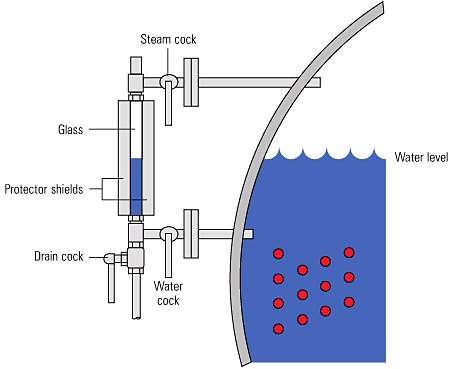 Steam cock
Glass
Water level
Protector shields
Drain cock
Water
cock